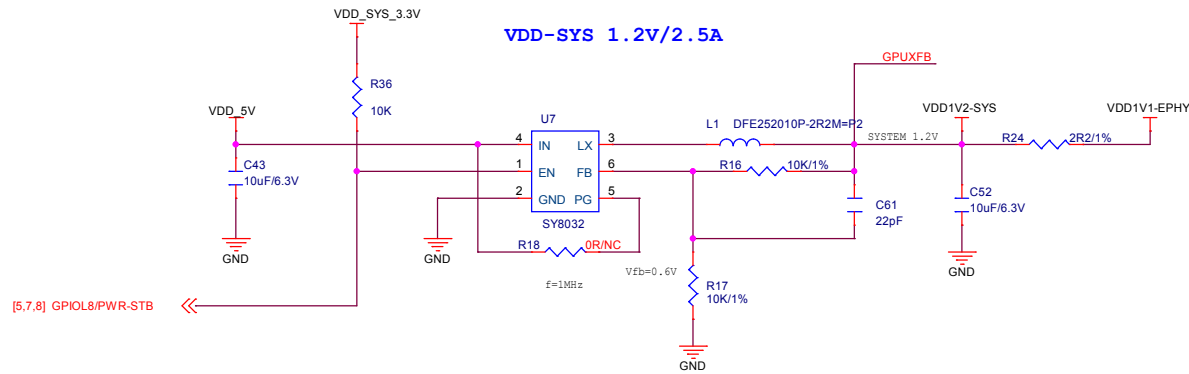 VDD_SYS_3.3V
VDD-SYS 1.2V/2.5A
GPUXFB
R36
10K
VDD_5V
VDD1V2-SYS
VDD1V1-EPHY
U7
L1 DFE252010P-2R2M=P2
SYSTEM 1.2V
R24 2R2/1%
4 IN LX 3
C43
10uF/6.3V
1 EN FB 6
R16 10K/1%
2 GND PG 5
C61
22pF
C52
10uF/6.3V
SY8032
R18 0R/NC
GND
GND
Vfb=0.6V
GND
f=1MHz
R17
10K/1%
[5,7,8] GPIOL8/PWR-STB
GND